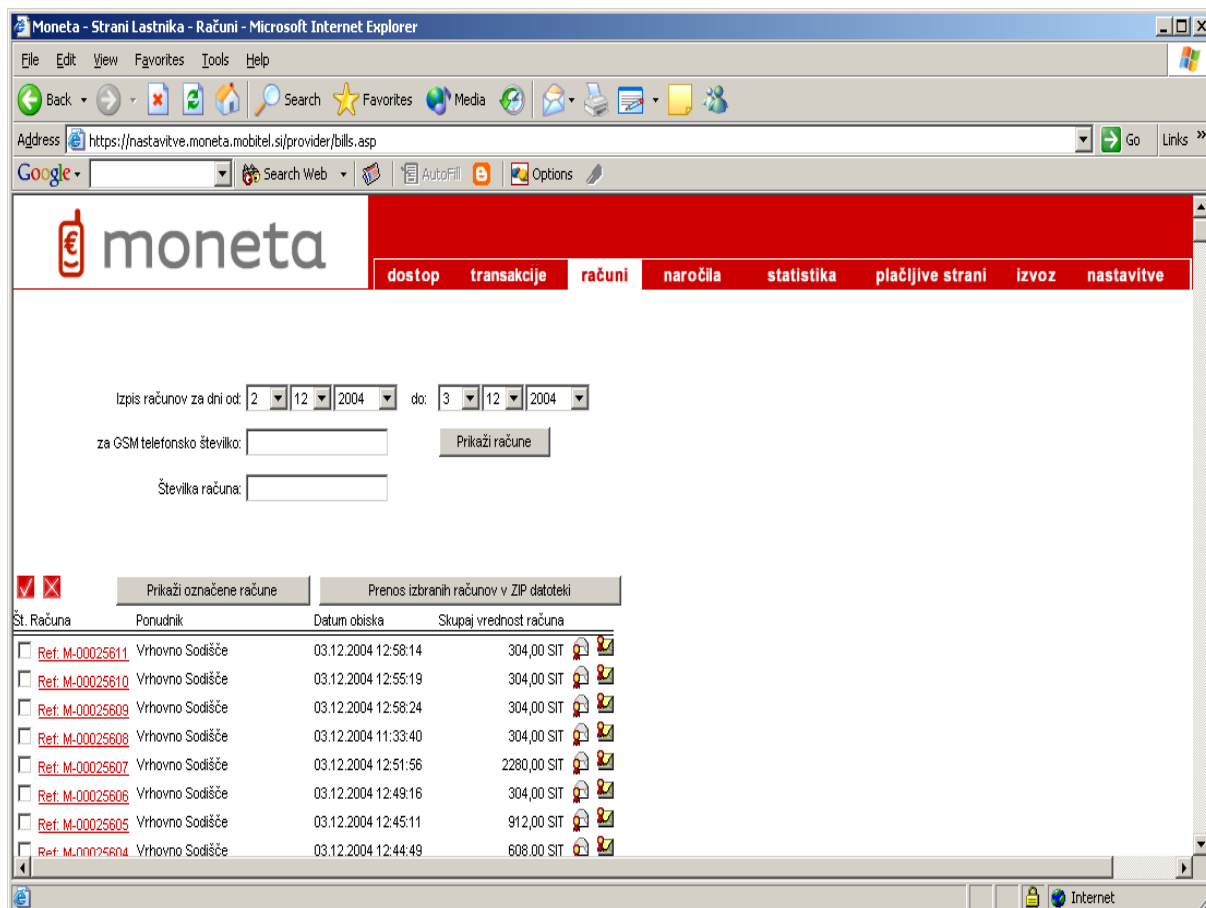 Moneta - Strani Lastnika - Računi - Microsoft Internet Explorer
File Edit View Favorites Tools Help
Back Search Favorites Media
Address https://nastavitve.moneta.mobitel.si/provider/bills.asp Go Links »
Google Search Web AutoFill Options
moneta
dostop transakcije računi naročila statistika plačljive strani izvoz nastavitve
Izpis računov za dni od: 2 12 2004 do: 3 12 2004
za GSM telefonsko številko: Prikaži račune
Številka računa:
Prikaži označene račune Prenos izbranih računov v ZIP datoteki
Št. Računa Ponudnik Datum obiska Skupaj vrednost računa
Ref: M-00025611 Vrhovno Sodišče 03.12.2004 12:58:14 304,00 SIT
Ref: M-00025610 Vrhovno Sodišče 03.12.2004 12:55:19 304,00 SIT
Ref: M-00025609 Vrhovno Sodišče 03.12.2004 12:58:24 304,00 SIT
Ref: M-00025608 Vrhovno Sodišče 03.12.2004 11:33:40 304,00 SIT
Ref: M-00025607 Vrhovno Sodišče 03.12.2004 12:51:56 2280,00 SIT
Ref: M-00025606 Vrhovno Sodišče 03.12.2004 12:49:16 304,00 SIT
Ref: M-00025605 Vrhovno Sodišče 03.12.2004 12:45:11 912,00 SIT
Ref: M-00025604 Vrhovno Sodišče 03.12.2004 12:44:49 608,00 SIT
Internet